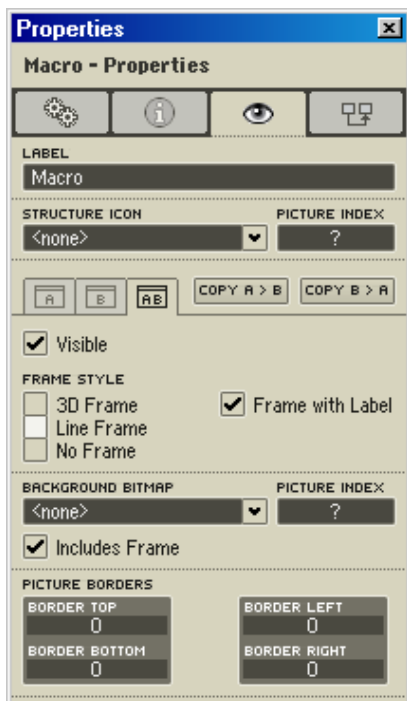 Properties
Macro - Properties
LABEL
Macro
STRUCTURE ICON PICTURE INDEX
<none> ?
A B AB COPY A > B COPY B > A
Visible
FRAME STYLE
3D Frame Frame with Label
Line Frame
No Frame
BACKGROUND BITMAP PICTURE INDEX
<none> ?
Includes Frame
PICTURE BORDERS
BORDER TOP BORDER LEFT
0 0
BORDER BOTTOM BORDER RIGHT
0 0